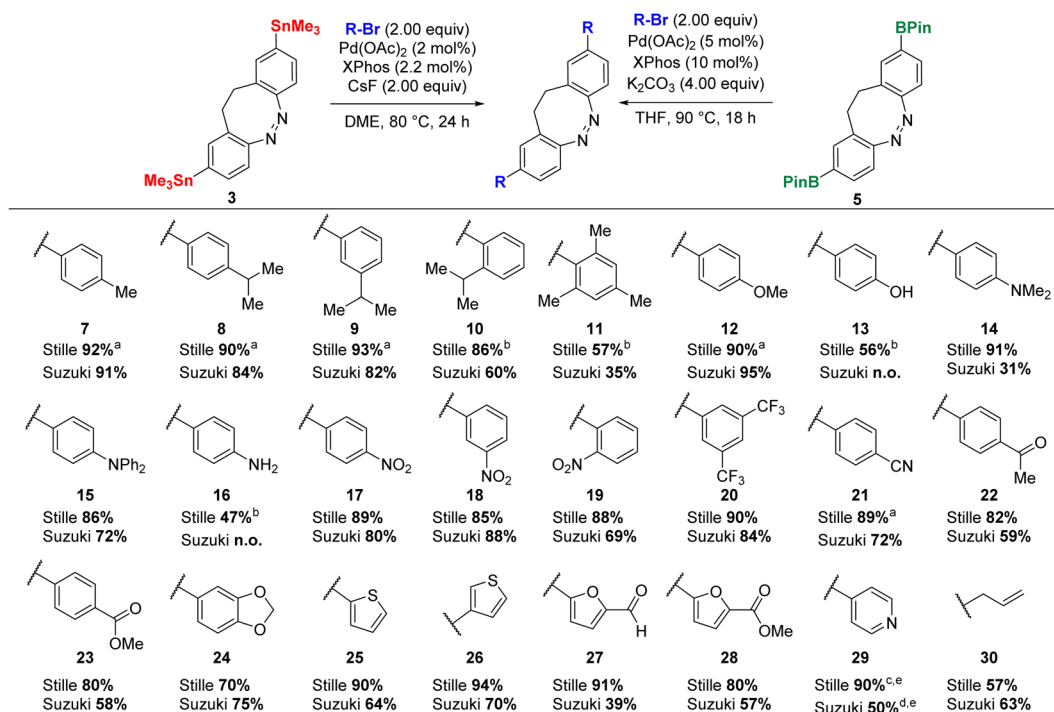 SnMe3
Me3Sn
N
N
3
R-Br (2.00 equiv)
Pd(OAc)2 (2 mol%)
XPhos (2.2 mol%)
CsF (2.00 equiv)
DME, 80 °C, 24 h
R
R
N
N
R-Br (2.00 equiv)
Pd(OAc)2 (5 mol%)
XPhos (10 mol%)
K2CO3 (4.00 equiv)
THF, 90 °C, 18 h
BPin
PinB
N
N
5
Me
7
Stille 92%a
Suzuki 91%
Me
Me
8
Stille 90%a
Suzuki 84%
Me
Me
9
Stille 93%a
Suzuki 82%
Me
Me
10
Stille 86%b
Suzuki 60%
Me
Me
Me
11
Stille 57%b
Suzuki 35%
OMe
12
Stille 90%a
Suzuki 95%
OH
13
Stille 56%b
Suzuki n.o.
NMe2
14
Stille 91%
Suzuki 31%
NPh2
15
Stille 86%
Suzuki 72%
NH2
16
Stille 47%b
Suzuki n.o.
NO2
17
Stille 89%
Suzuki 80%
NO2
18
Stille 85%
Suzuki 88%
NO2
19
Stille 88%
Suzuki 69%
CF3
CF3
20
Stille 90%
Suzuki 84%
CN
21
Stille 89%a
Suzuki 72%
O
Me
22
Stille 82%
Suzuki 59%
O
OMe
23
Stille 80%
Suzuki 58%
O
O
24
Stille 70%
Suzuki 75%
S
25
Stille 90%
Suzuki 64%
S
26
Stille 94%
Suzuki 70%
O
O
H
27
Stille 91%
Suzuki 39%
O
O
OMe
28
Stille 80%
Suzuki 57%
N
29
Stille 90%c,e
Suzuki 50%d,e
30
Stille 57%
Suzuki 63%